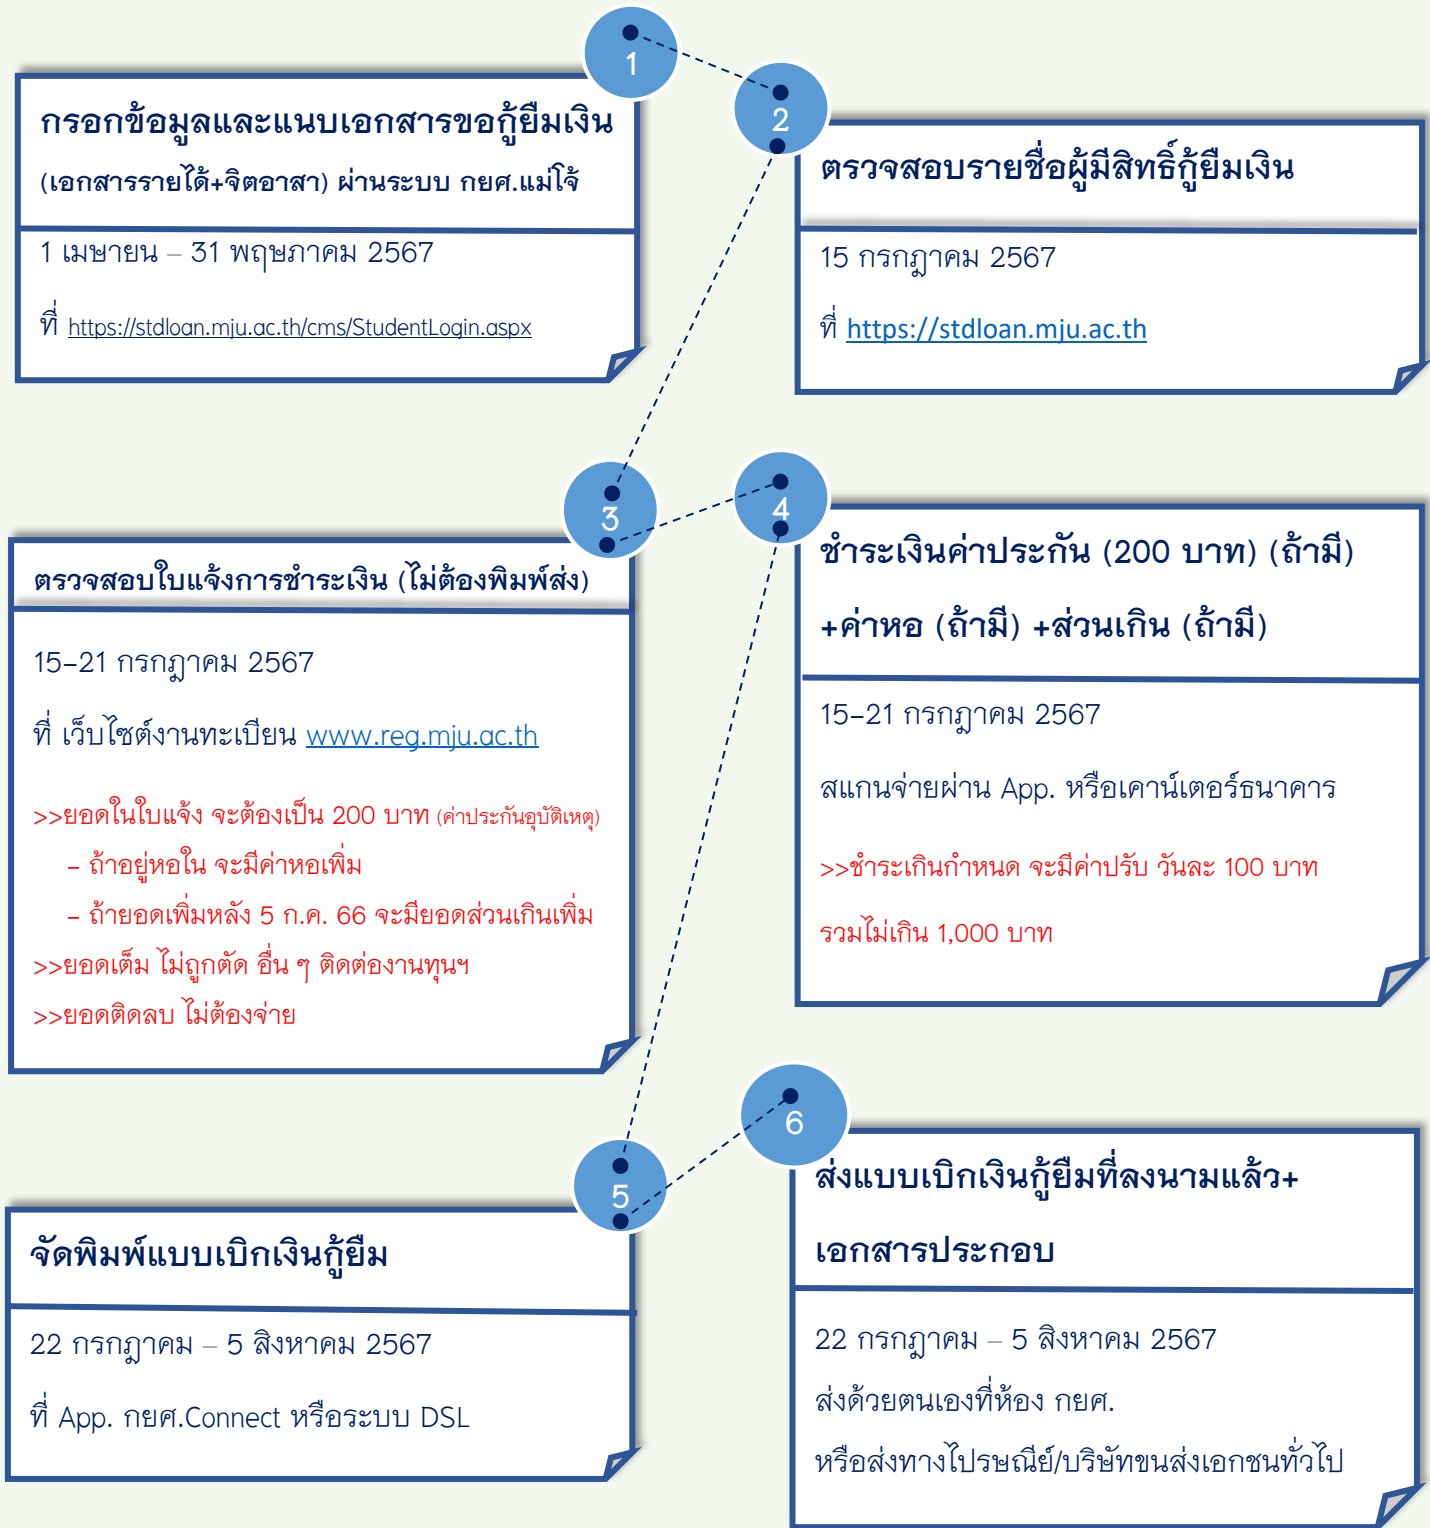 1
กรอกข้อมูลและแนบเอกสารขอกู้ยืมเงิน
(เอกสารรายได้+จิตอาสา) ผ่านระบบ กยศ.แม่โจ้
1 เมษายน – 31 พฤษภาคม 2567
ที่ https://stdloan.mju.ac.th/cms/StudentLogin.aspx
2
ตรวจสอบรายชื่อผู้มีสิทธิ์กู้ยืมเงิน
15 กรกฎาคม 2567
ที่ https://stdloan.mju.ac.th
3
ตรวจสอบใบแจ้งการชำระเงิน (ไม่ต้องพิมพ์ส่ง)
15-21 กรกฎาคม 2567
ที่ เว็บไซต์งานทะเบียน www.reg.mju.ac.th
>>ยอดในใบแจ้ง จะต้องเป็น 200 บาท (ค่าประกันอุบัติเหตุ)
- ถ้าอยู่หอใน จะมีค่าหอเพิ่ม
- ถ้ายอดเพิ่มหลัง 5 ก.ค. 66 จะมียอดส่วนเกินเพิ่ม
>>ยอดเต็ม ไม่ถูกตัด อื่น ๆ ติดต่องานทุนฯ
>>ยอดติดลบ ไม่ต้องจ่าย
4
ชำระเงินค่าประกัน (200 บาท) (ถ้ามี)
+ค่าหอ (ถ้ามี) +ส่วนเกิน (ถ้ามี)
15-21 กรกฎาคม 2567
สแกนจ่ายผ่าน App. หรือเคาน์เตอร์ธนาคาร
>>ชำระเกินกำหนด จะมีค่าปรับ วันละ 100 บาท
รวมไม่เกิน 1,000 บาท
5
จัดพิมพ์แบบเบิกเงินกู้ยืม
22 กรกฎาคม – 5 สิงหาคม 2567
ที่ App. กยศ.Connect หรือระบบ DSL
6
ส่งแบบเบิกเงินกู้ยืมที่ลงนามแล้ว+
เอกสารประกอบ
22 กรกฎาคม – 5 สิงหาคม 2567
ส่งด้วยตนเองที่ห้อง กยศ.
หรือส่งทางไปรษณีย์/บริษัทขนส่งเอกชนทั่วไป